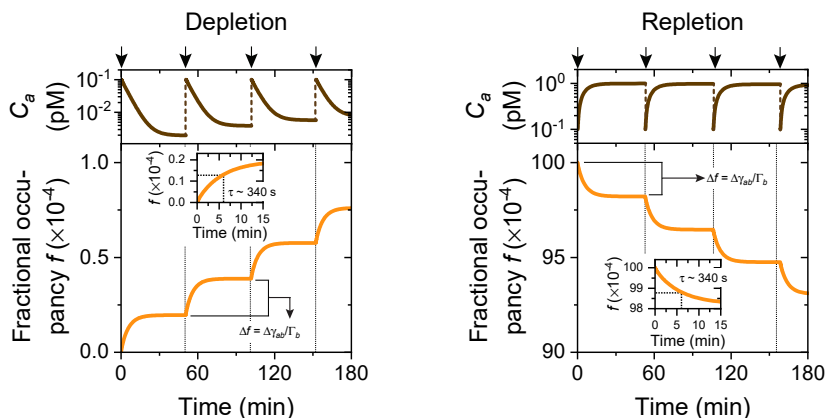 Depletion
C_a (pM)
10⁻¹
10⁻²
Fractional occu-
pancy f (×10⁻⁴)
1.0
0.5
0.0
f (×10⁻⁴)
0.2
0.1
0.0
τ ~ 340 s
0 5 10 15
Time (min)
Δf = Δγ_ab/Γ_b
0 60 120 180
Time (min)
Repletion
C_a (pM)
10⁰
10⁻¹
Fractional occu-
pancy f (×10⁻⁴)
100
95
90
Δf = Δγ_ab/Γ_b
f (×10⁻⁴)
100
99
98
τ ~ 340 s
0 5 10 15
Time (min)
0 60 120 180
Time (min)